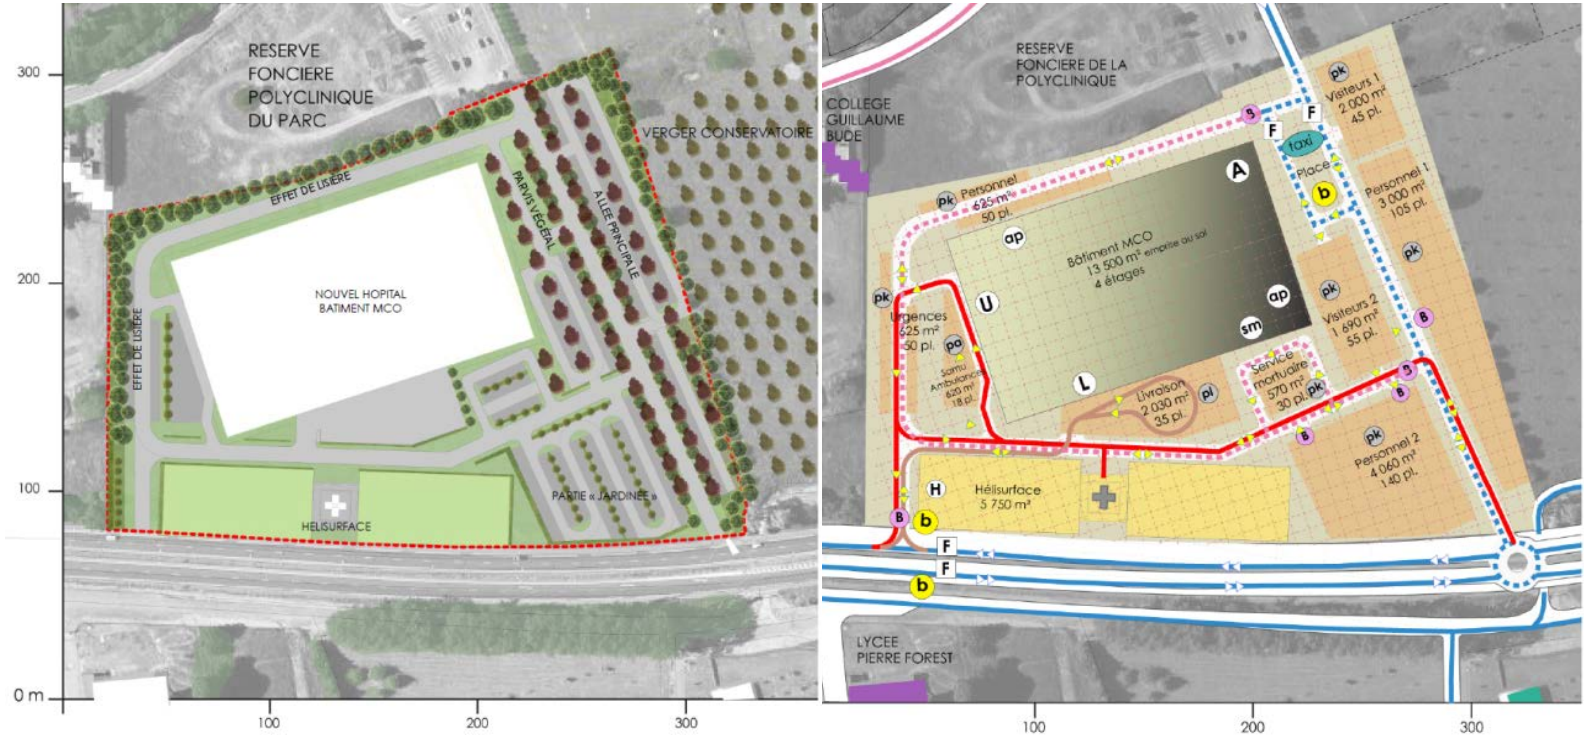 300
200
100
0 m
100
200
300
RESERVE
FONCIERE
POLYCLINIQUE
DU PARC
VERGER CONSERVATOIRE
EFFET DE LISIÈRE
PARVIS VÉGÉTAL
ALLEE PRINCIPALE
EFFET DE LISIÈRE
NOUVEL HOPITAL
BATIMENT MCO
PARTIE « JARDINÉE »
HELISURFACE
RESERVE
FONCIERE DE LA
POLYCLINIQUE
COLLEGE
GUILLAUME
BUDE
pk
Visiteurs 1
2 000 m²
45 pl.
B
F
F
taxi
Place
b
A
pk
Personnel
625 m²
50 pl.
Personnel 1
3 000 m²
105 pl.
pk
ap
Bâtiment MCO
13 500 m² emprise au sol
4 étages
pk
Urgences
625 m²
50 pl.
U
pa
Samu
Ambulances
620 m²
18 pl.
ap
sm
pk
Visiteurs 2
1 690 m²
55 pl.
B
L
Livraison
2 030 m²
35 pl.
pl
Service
mortuaire
570 m²
30 pl.
pk
B
B
B
pk
Personnel 2
4 060 m²
140 pl.
H
Hélisurface
5 750 m²
B
b
F
F
b
LYCEE
PIERRE FOREST
100
200
300